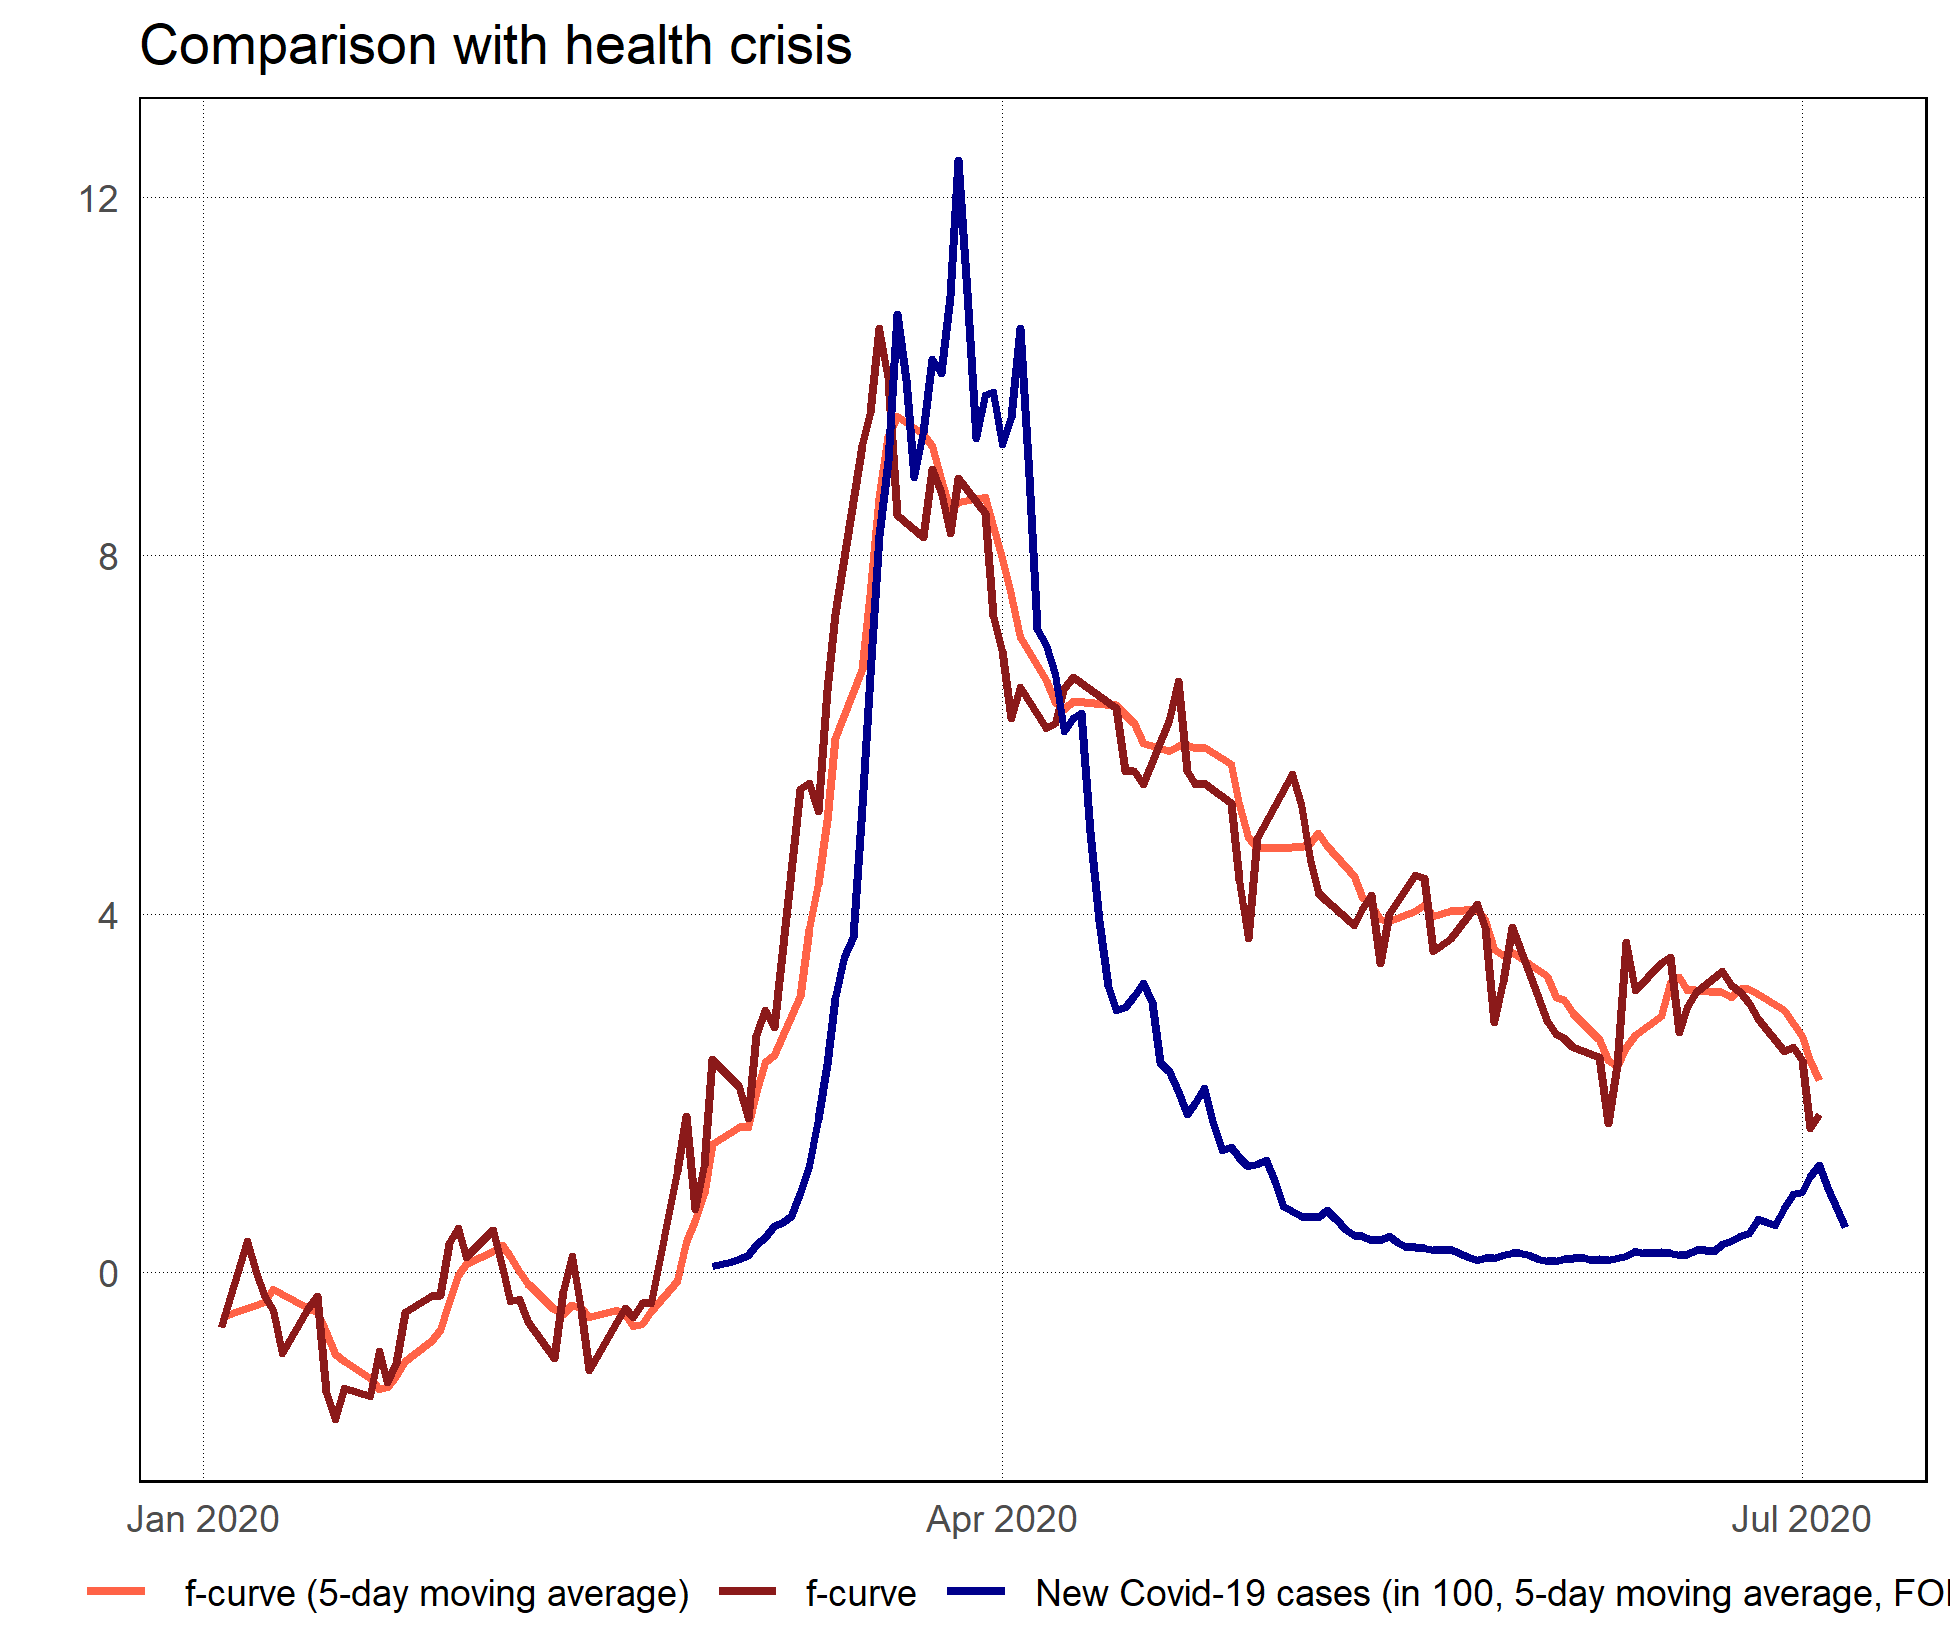 Comparison with health crisis
12
8
4
0
Jan 2020 Apr 2020 Jul 2020
f-curve (5-day moving average) f-curve New Covid-19 cases (in 100, 5-day moving average,